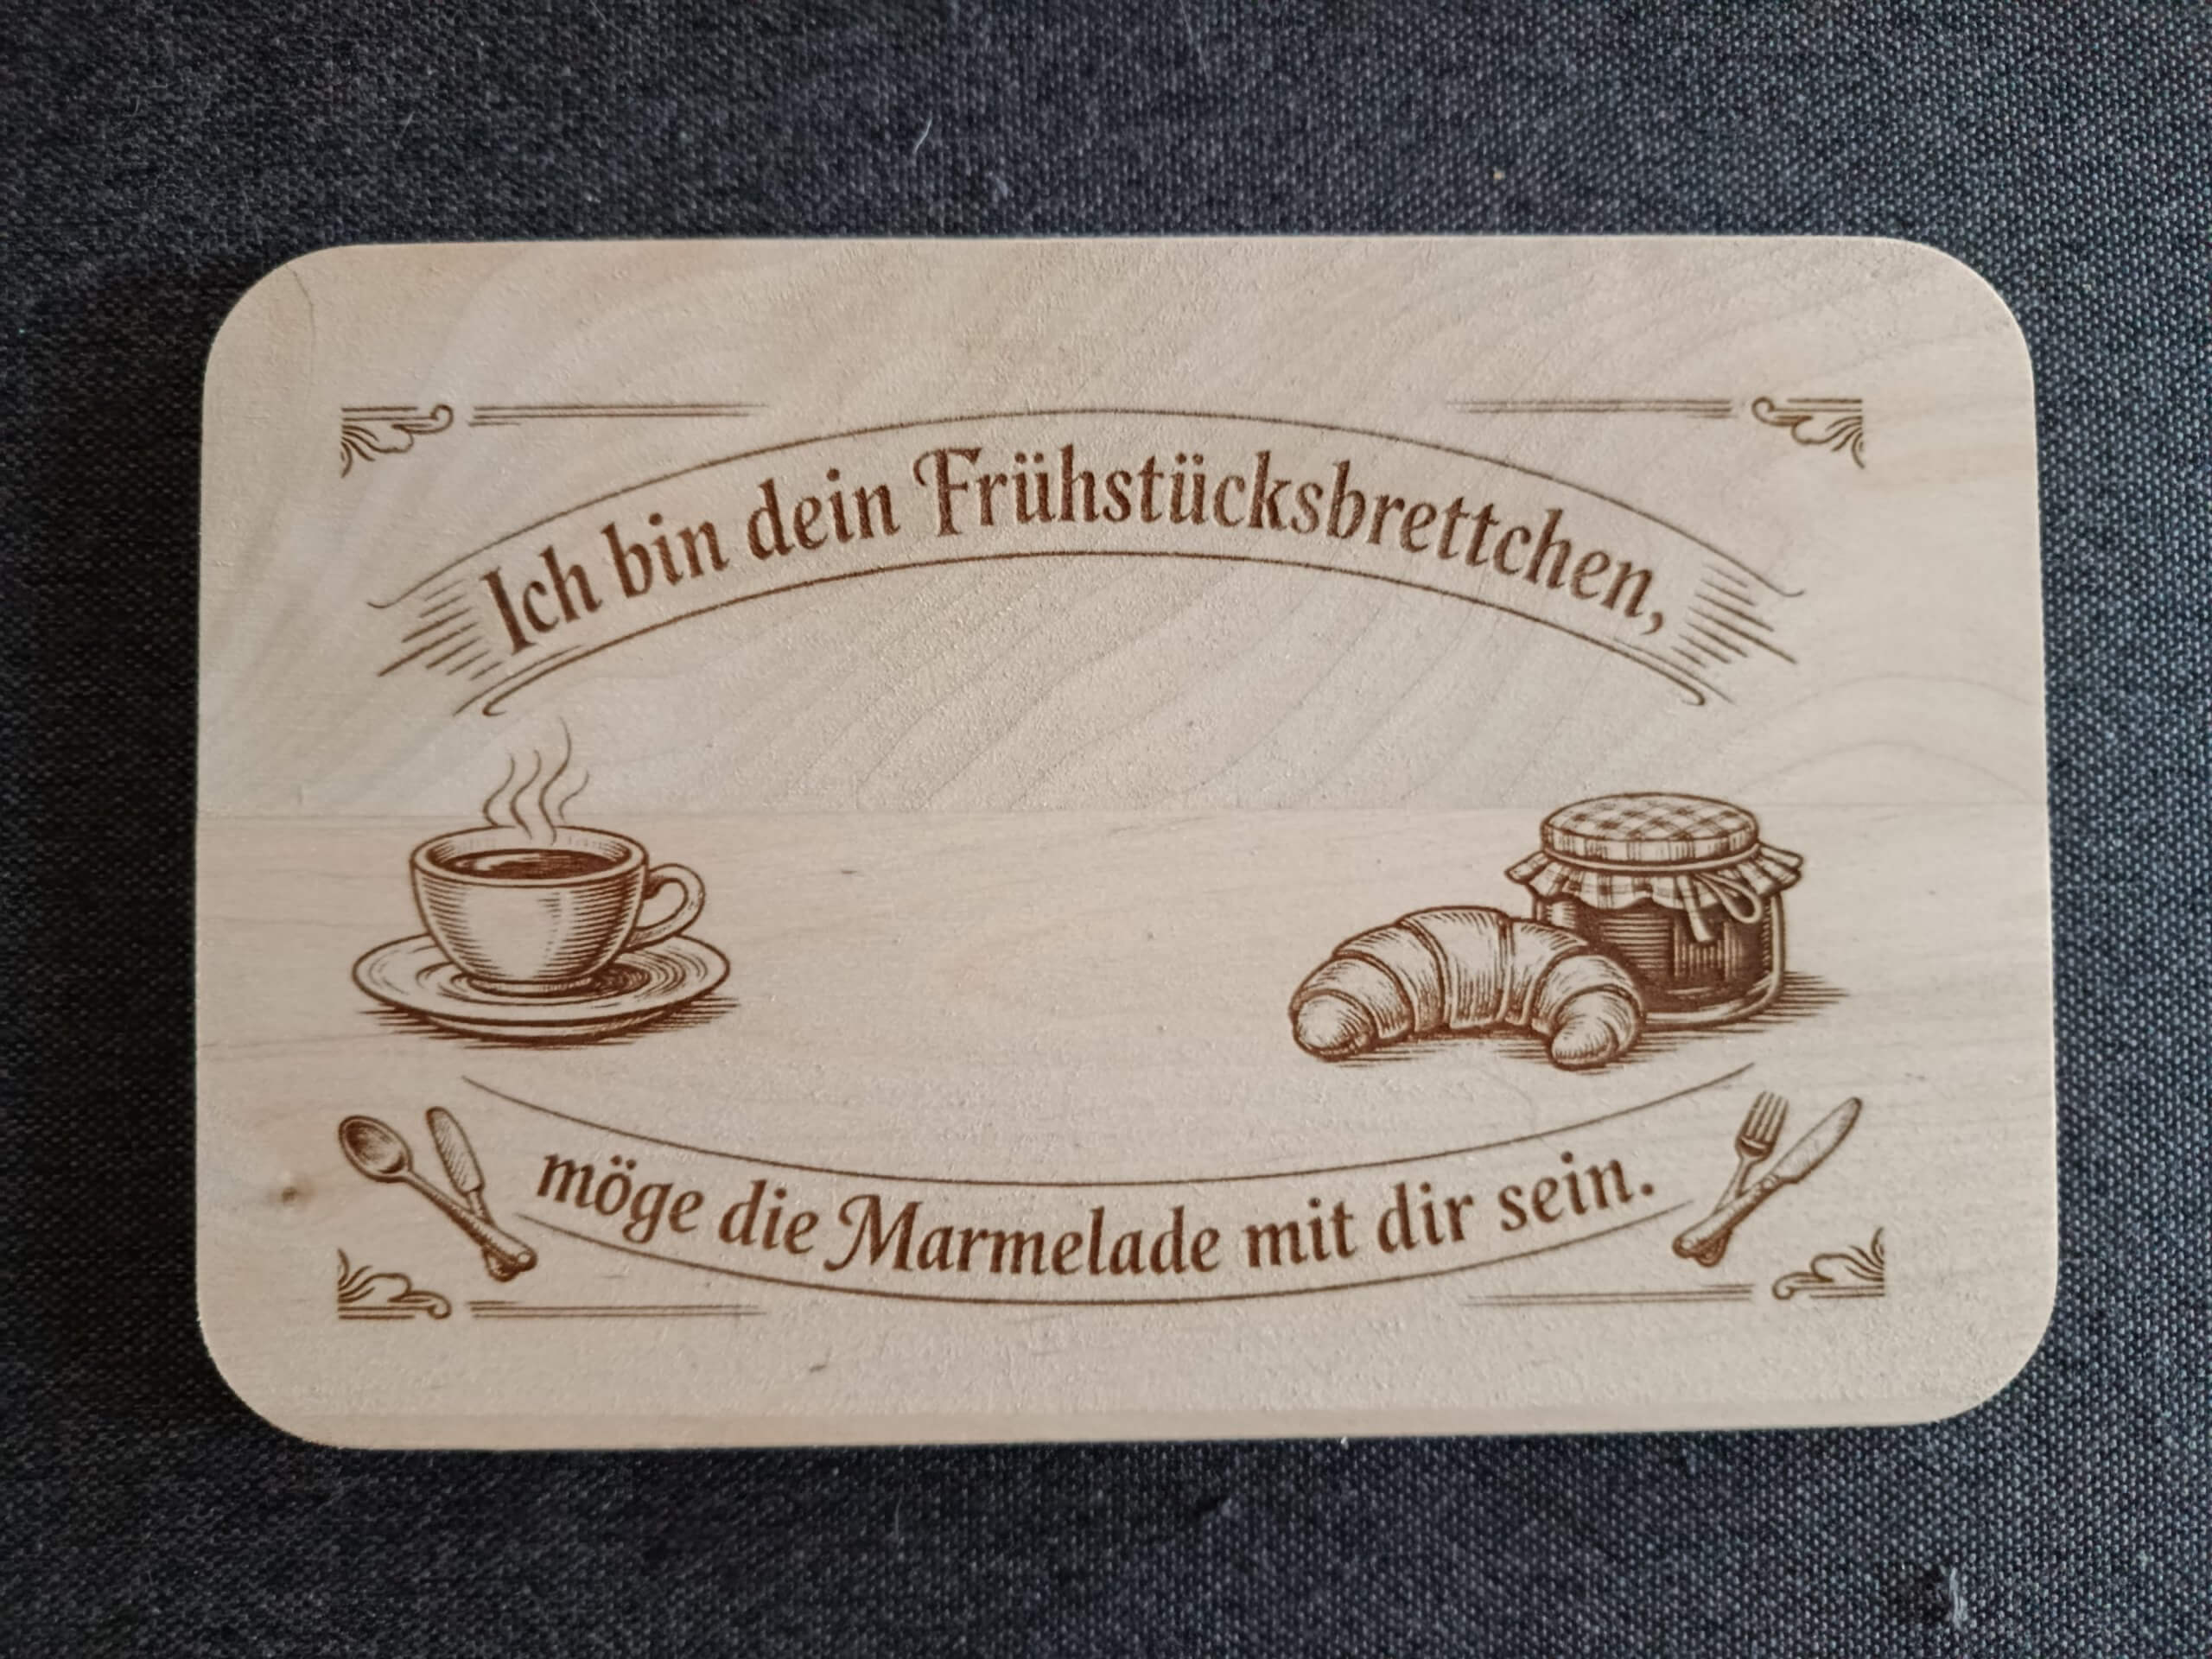 Ich bin dein Frühstücksbrettchen,
möge die Marmelade mit dir sein.